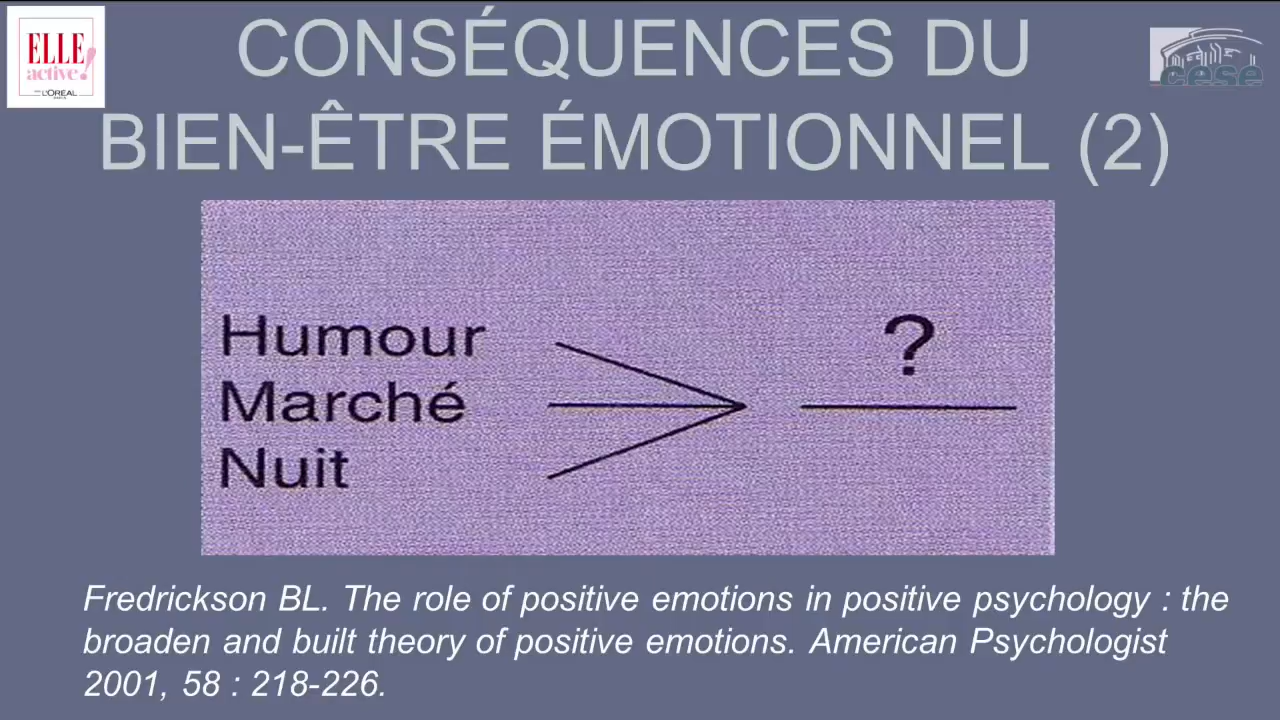 ELLE
active!
L'ORÉAL
PARIS
cese
CONSÉQUENCES DU
BIEN-ÊTRE ÉMOTIONNEL (2)
Humour
Marché
Nuit
?
Fredrickson BL. The role of positive emotions in positive psychology : the
broaden and built theory of positive emotions. American Psychologist
2001, 58 : 218-226.